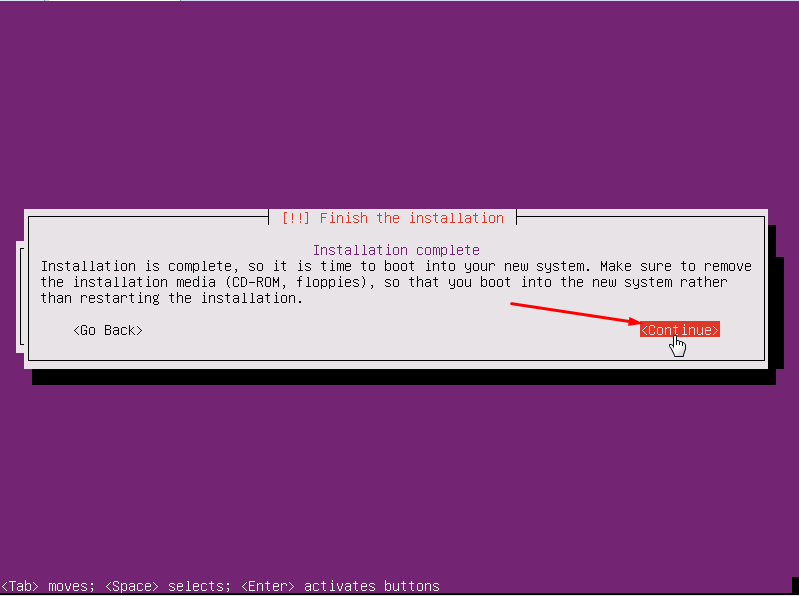 [!!] Finish the installation
Installation complete
Installation is complete, so it is time to boot into your new system. Make sure to remove
the installation media (CD-ROM, floppies), so that you boot into the new system rather
than restarting the installation.
<Go Back> <Continue>
<Tab> moves; <Space> selects; <Enter> activates buttons